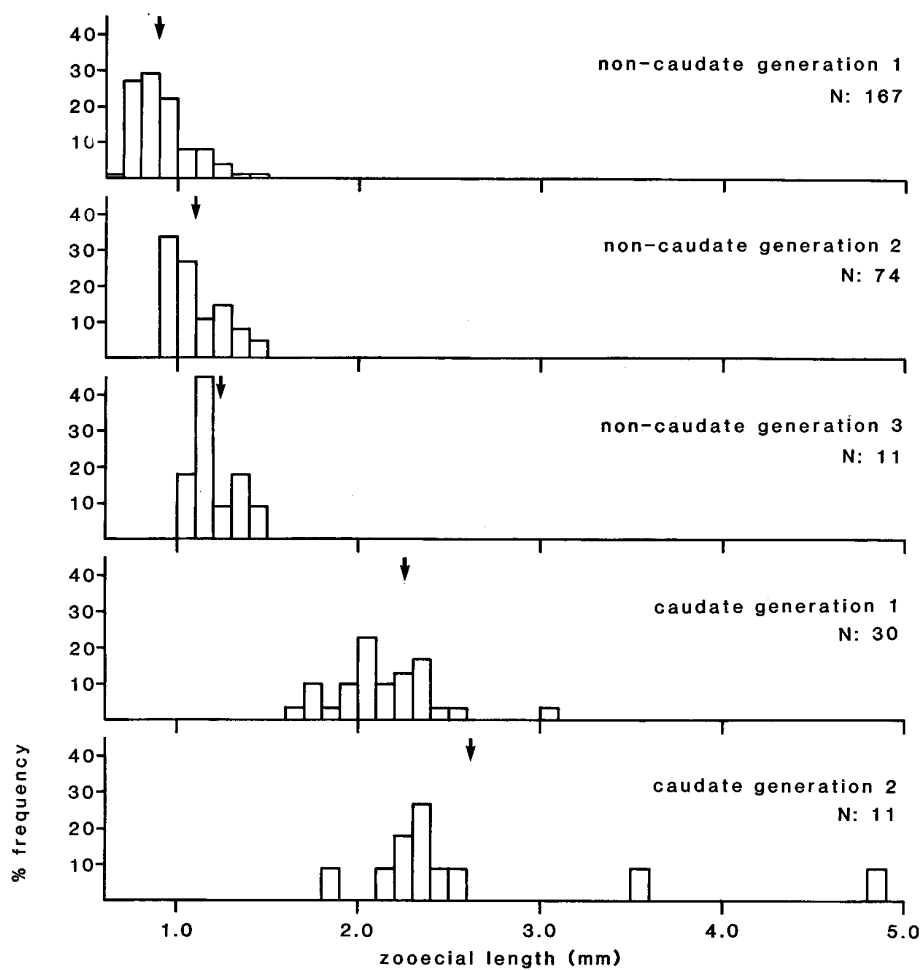 40
30
20
10
non-caudate generation 1
N: 167
40
30
20
10
non-caudate generation 2
N: 74
40
30
20
10
non-caudate generation 3
N: 11
40
30
20
10
caudate generation 1
N: 30
40
30
20
10
caudate generation 2
N: 11
% frequency
1.0 2.0 3.0 4.0 5.0
zooecial length (mm)